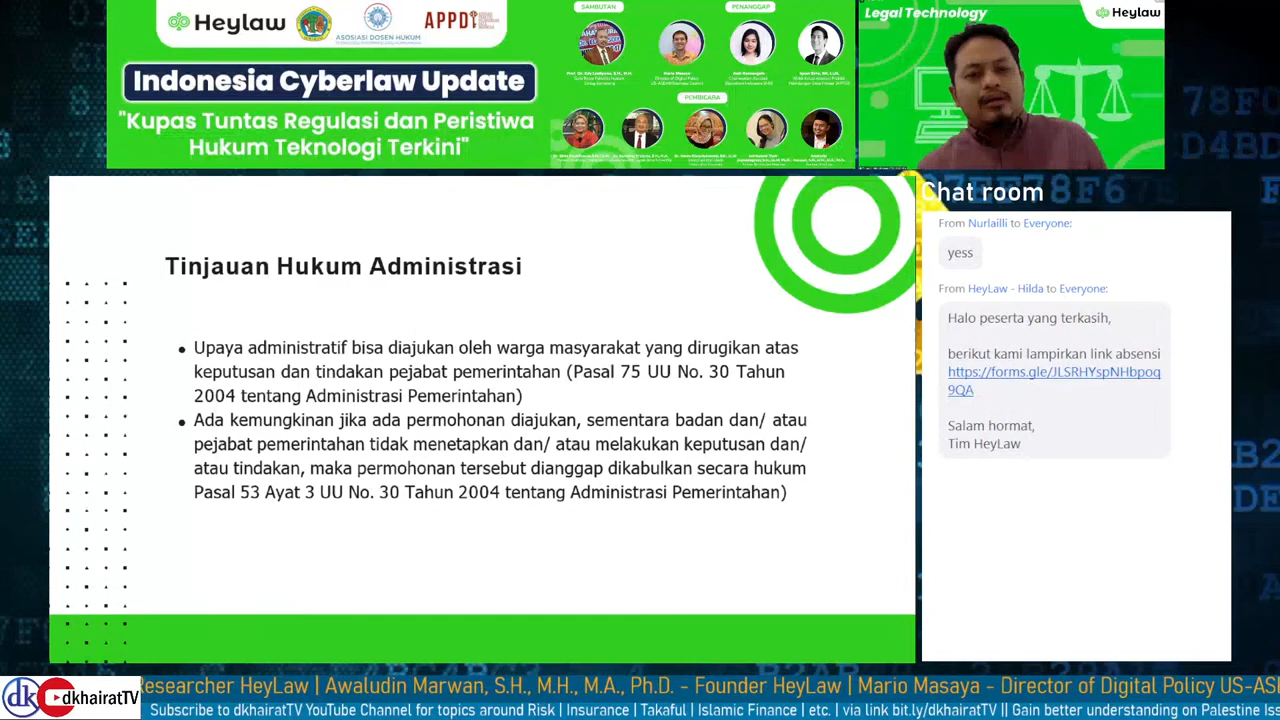 Heylaw
ASOSIASI DOSEN HUKUM
APPDI
Indonesia Cyberlaw Update
"Kupas Tuntas Regulasi dan Peristiwa
Hukum Teknologi Terkini"
SAMBUTAN
PENANGGAP
PEMBICARA
Legal Technology
Heylaw
Tinjauan Hukum Administrasi
• Upaya administratif bisa diajukan oleh warga masyarakat yang dirugikan atas
keputusan dan tindakan pejabat pemerintahan (Pasal 75 UU No. 30 Tahun
2004 tentang Administrasi Pemerintahan)
• Ada kemungkinan jika ada permohonan diajukan, sementara badan dan/ atau
pejabat pemerintahan tidak menetapkan dan/ atau melakukan keputusan dan/
atau tindakan, maka permohonan tersebut dianggap dikabulkan secara hukum
Pasal 53 Ayat 3 UU No. 30 Tahun 2004 tentang Administrasi Pemerintahan)
Chat room
From Nurlailli to Everyone:
yess
From HeyLaw - Hilda to Everyone:
Halo peserta yang terkasih,
berikut kami lampirkan link absensi
https://forms.gle/JLSRHYspNHbpoq
9QA
Salam hormat,
Tim HeyLaw
dk dkhairatTV
Researcher HeyLaw | Awaludin Marwan, S.H., M.H., M.A., Ph.D. - Founder HeyLaw | Mario Masaya - Director of Digital Policy US-AS
Subscribe to dkhairatTV YouTube Channel for topics around Risk | Insurance | Takaful | Islamic Finance | etc. | via link bit.ly/dkhairatTV || Gain better understanding on Palestine Iss